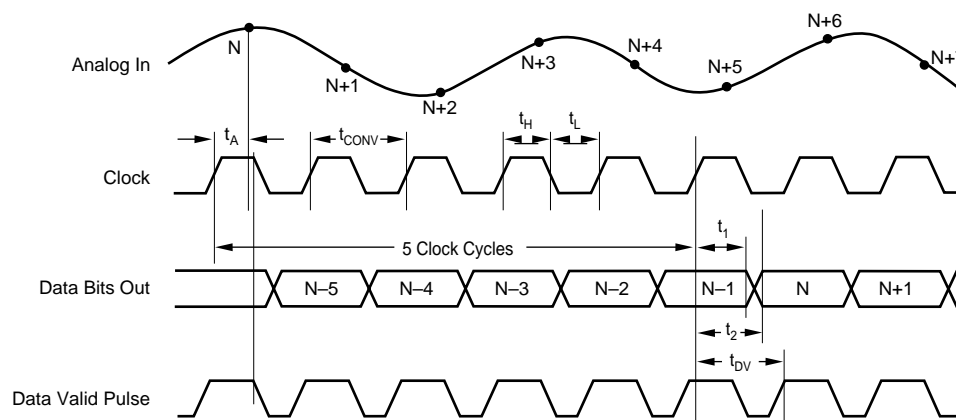 N+6
N
N+3
N+4
N+7
Analog In
N+1
N+5
N+2
tA
tCONV
tH
tL
Clock
5 Clock Cycles
t1
Data Bits Out
N–5
N–4
N–3
N–2
N–1
N
N+1
t2
tDV
Data Valid Pulse